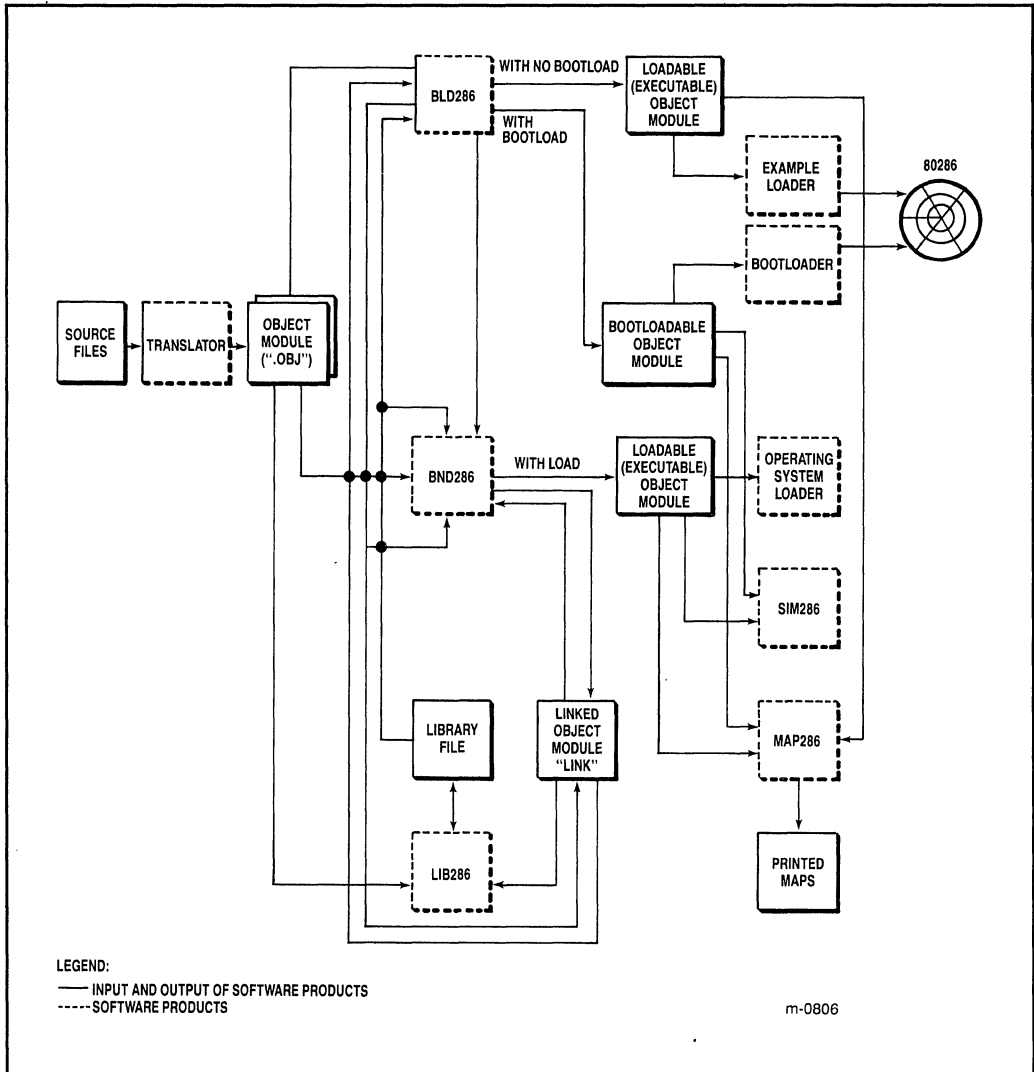 WITH NO BOOTLOAD
BLD286
WITH
BOOTLOAD
LOADABLE
(EXECUTABLE)
OBJECT
MODULE
EXAMPLE
LOADER
80286
BOOTLOADER
SOURCE
FILES
TRANSLATOR
OBJECT
MODULE
(".OBJ")
BOOTLOADABLE
OBJECT
MODULE
BND286
WITH LOAD
LOADABLE
(EXECUTABLE)
OBJECT
MODULE
OPERATING
SYSTEM
LOADER
SIM286
LIBRARY
FILE
LINKED
OBJECT
MODULE
"LINK"
MAP286
LIB286
PRINTED
MAPS
LEGEND:
INPUT AND OUTPUT OF SOFTWARE PRODUCTS
SOFTWARE PRODUCTS
m-0806